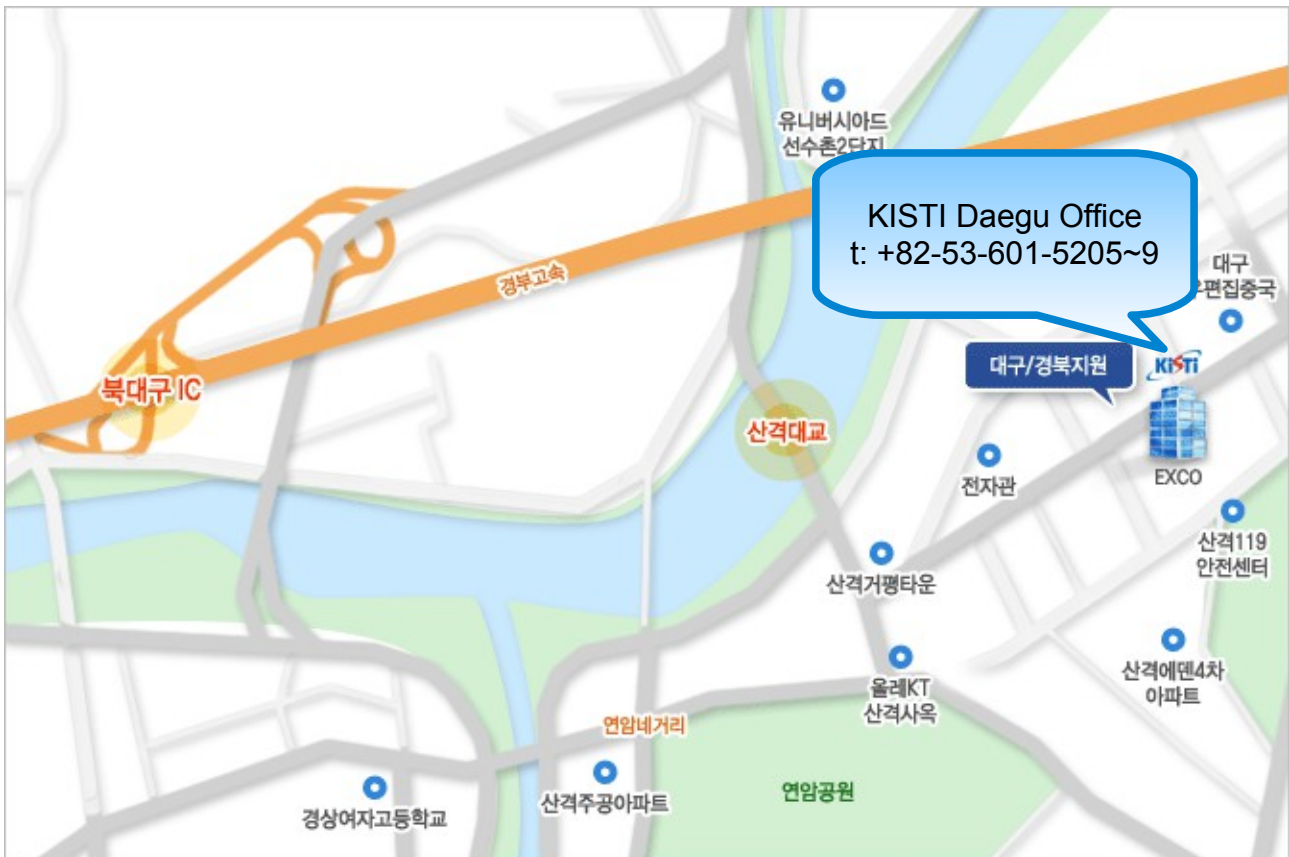 유니버시아드
선수촌2단지
KISTI Daegu Office
t: +82-53-601-5205~9
대구
우편집중국
경부고속
대구/경북지원
KiSTi
북대구 IC
산격대교
전자관
EXCO
산격119
안전센터
산격거평타운
올레KT
산격사옥
산격에덴4차
아파트
연암네거리
경상여자고등학교
산격주공아파트
연암공원